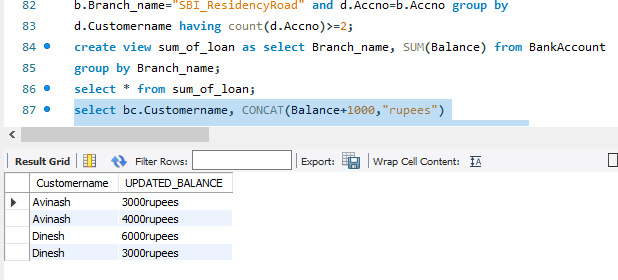 82 b.Branch_name="SBI_ResidencyRoad" and d.Accno=b.Accno group by
83 d.Customername having count(d.Accno)>=2;
84 create view sum_of_loan as select Branch_name, SUM(Balance) from BankAccount
85 group by Branch_name;
86 select * from sum_of_loan;
87 select bc.Customername, CONCAT(Balance+1000,"rupees")
Result Grid Filter Rows: Export: Wrap Cell Content: IA
Customername UPDATED_BALANCE
Avinash 3000rupees
Avinash 4000rupees
Dinesh 6000rupees
Dinesh 3000rupees